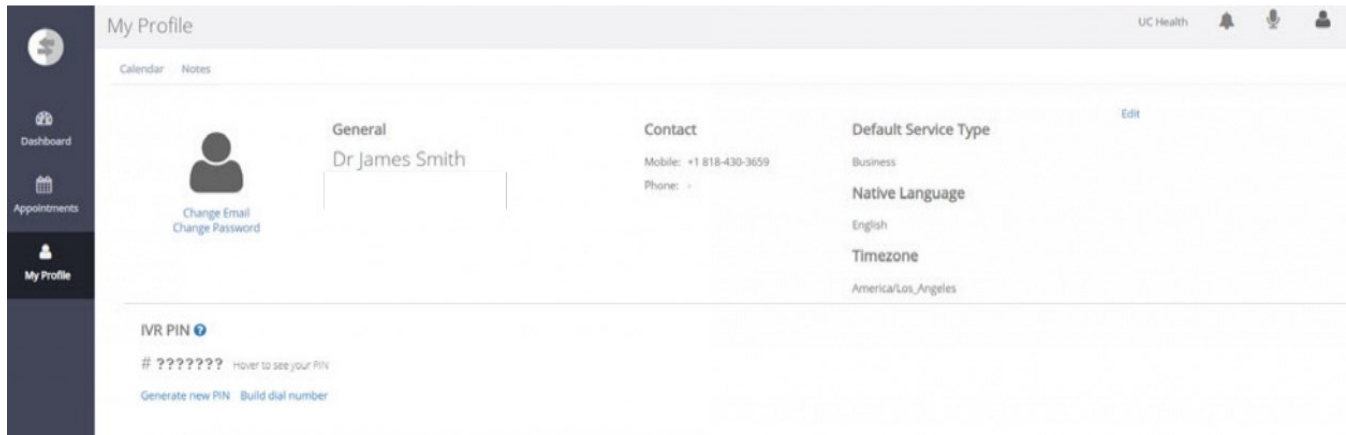 My Profile
UC Health
Calendar Notes
Dashboard
Appointments
My Profile
Change Email
Change Password
General
Dr James Smith
Contact
Mobile: +1 818-430-3659
Phone: -
Default Service Type
Business
Native Language
English
Timezone
America/Los_Angeles
Edit
IVR PIN ?
# ??????? Hover to see your PIN
Generate new PIN Build dial number